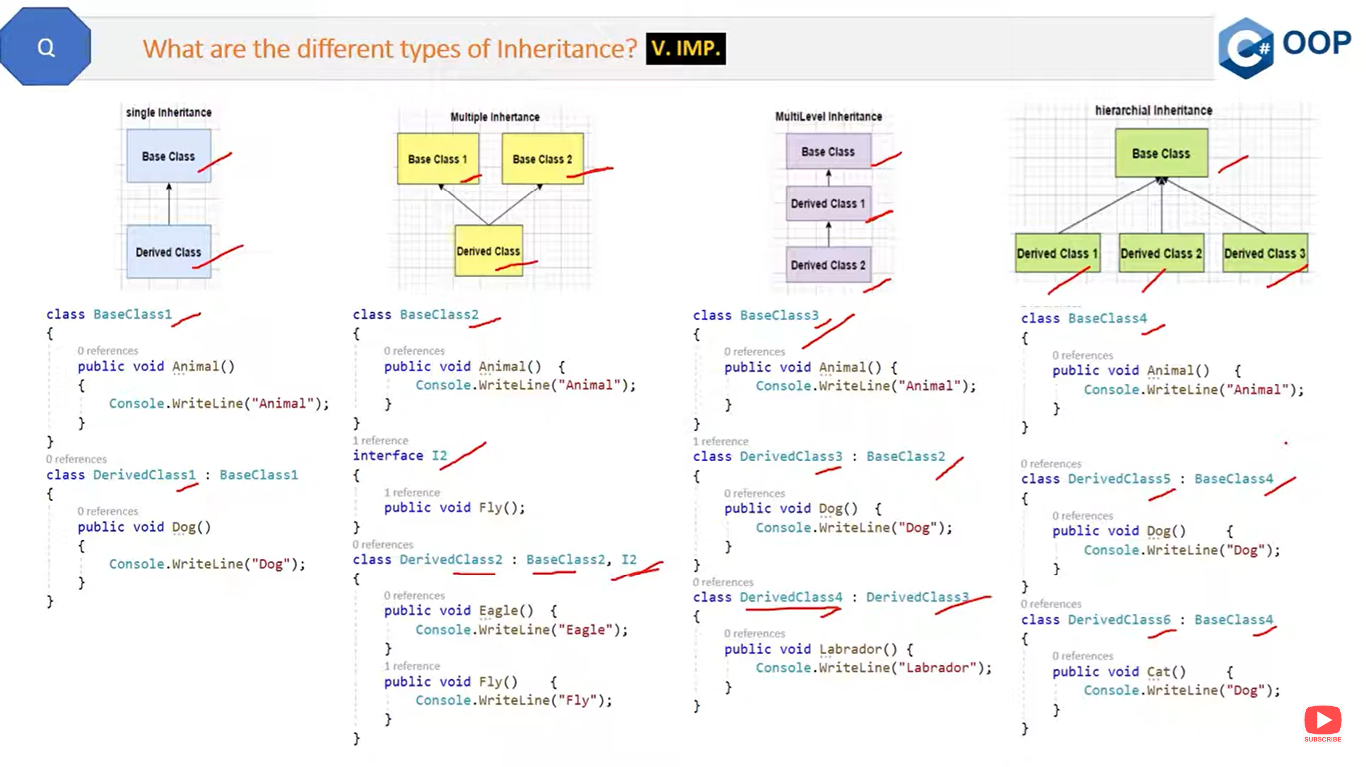 Q
What are the different types of Inheritance? V. IMP.
C# OOP
single Inheritance
Base Class
Derived Class
class BaseClass1
{
0 references
public void Animal()
{
Console.WriteLine("Animal");
}
}
0 references
class DerivedClass1 : BaseClass1
{
0 references
public void Dog()
{
Console.WriteLine("Dog");
}
}
Multiple Inhertance
Base Class 1
Base Class 2
Derived Class
class BaseClass2
{
0 references
public void Animal() {
Console.WriteLine("Animal");
}
}
1 reference
interface I2
{
1 reference
public void Fly();
}
0 references
class DerivedClass2 : BaseClass2, I2
{
0 references
public void Eagle() {
Console.WriteLine("Eagle");
}
1 reference
public void Fly() {
Console.WriteLine("Fly");
}
}
MultiLevel Inheritance
Base Class
Derived Class 1
Derived Class 2
class BaseClass3
{
0 references
public void Animal() {
Console.WriteLine("Animal");
}
}
1 reference
class DerivedClass3 : BaseClass2
{
0 references
public void Dog() {
Console.WriteLine("Dog");
}
}
0 references
class DerivedClass4 : DerivedClass3
{
0 references
public void Labrador() {
Console.WriteLine("Labrador");
}
}
hierarchial Inheritance
Base Class
Derived Class 1
Derived Class 2
Derived Class 3
class BaseClass4
{
0 references
public void Animal() {
Console.WriteLine("Animal");
}
}
0 references
class DerivedClass5 : BaseClass4
{
0 references
public void Dog() {
Console.WriteLine("Dog");
}
}
0 references
class DerivedClass6 : BaseClass4
{
0 references
public void Cat() {
Console.WriteLine("Dog");
}
}
SUBSCRIBE